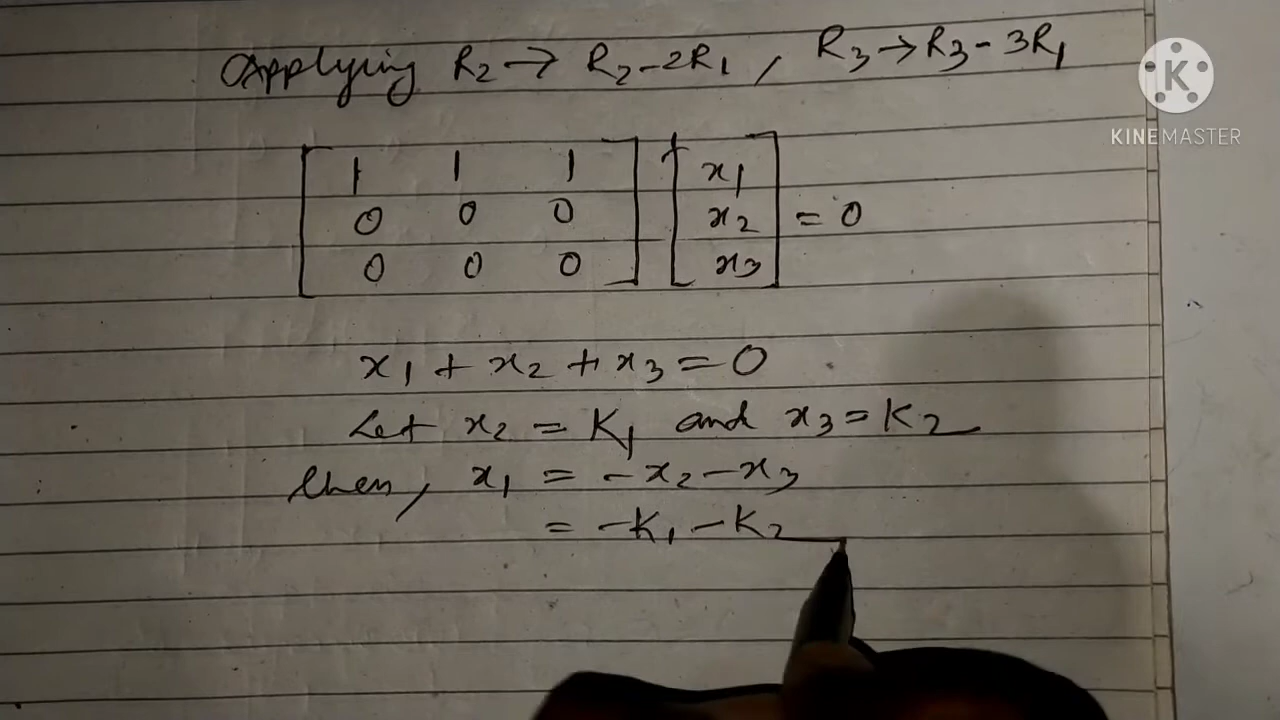 Applying R2 → R2-2R1 , R3→R3-3R1
K
KINEMASTER
1 1 1 x1
0 0 0 x2 = 0
0 0 0 x3
x1 + x2 + x3 = 0
Let x2 = K1 and x3 = K2
then, x1 = -x2 -x3
= -K1 -K2